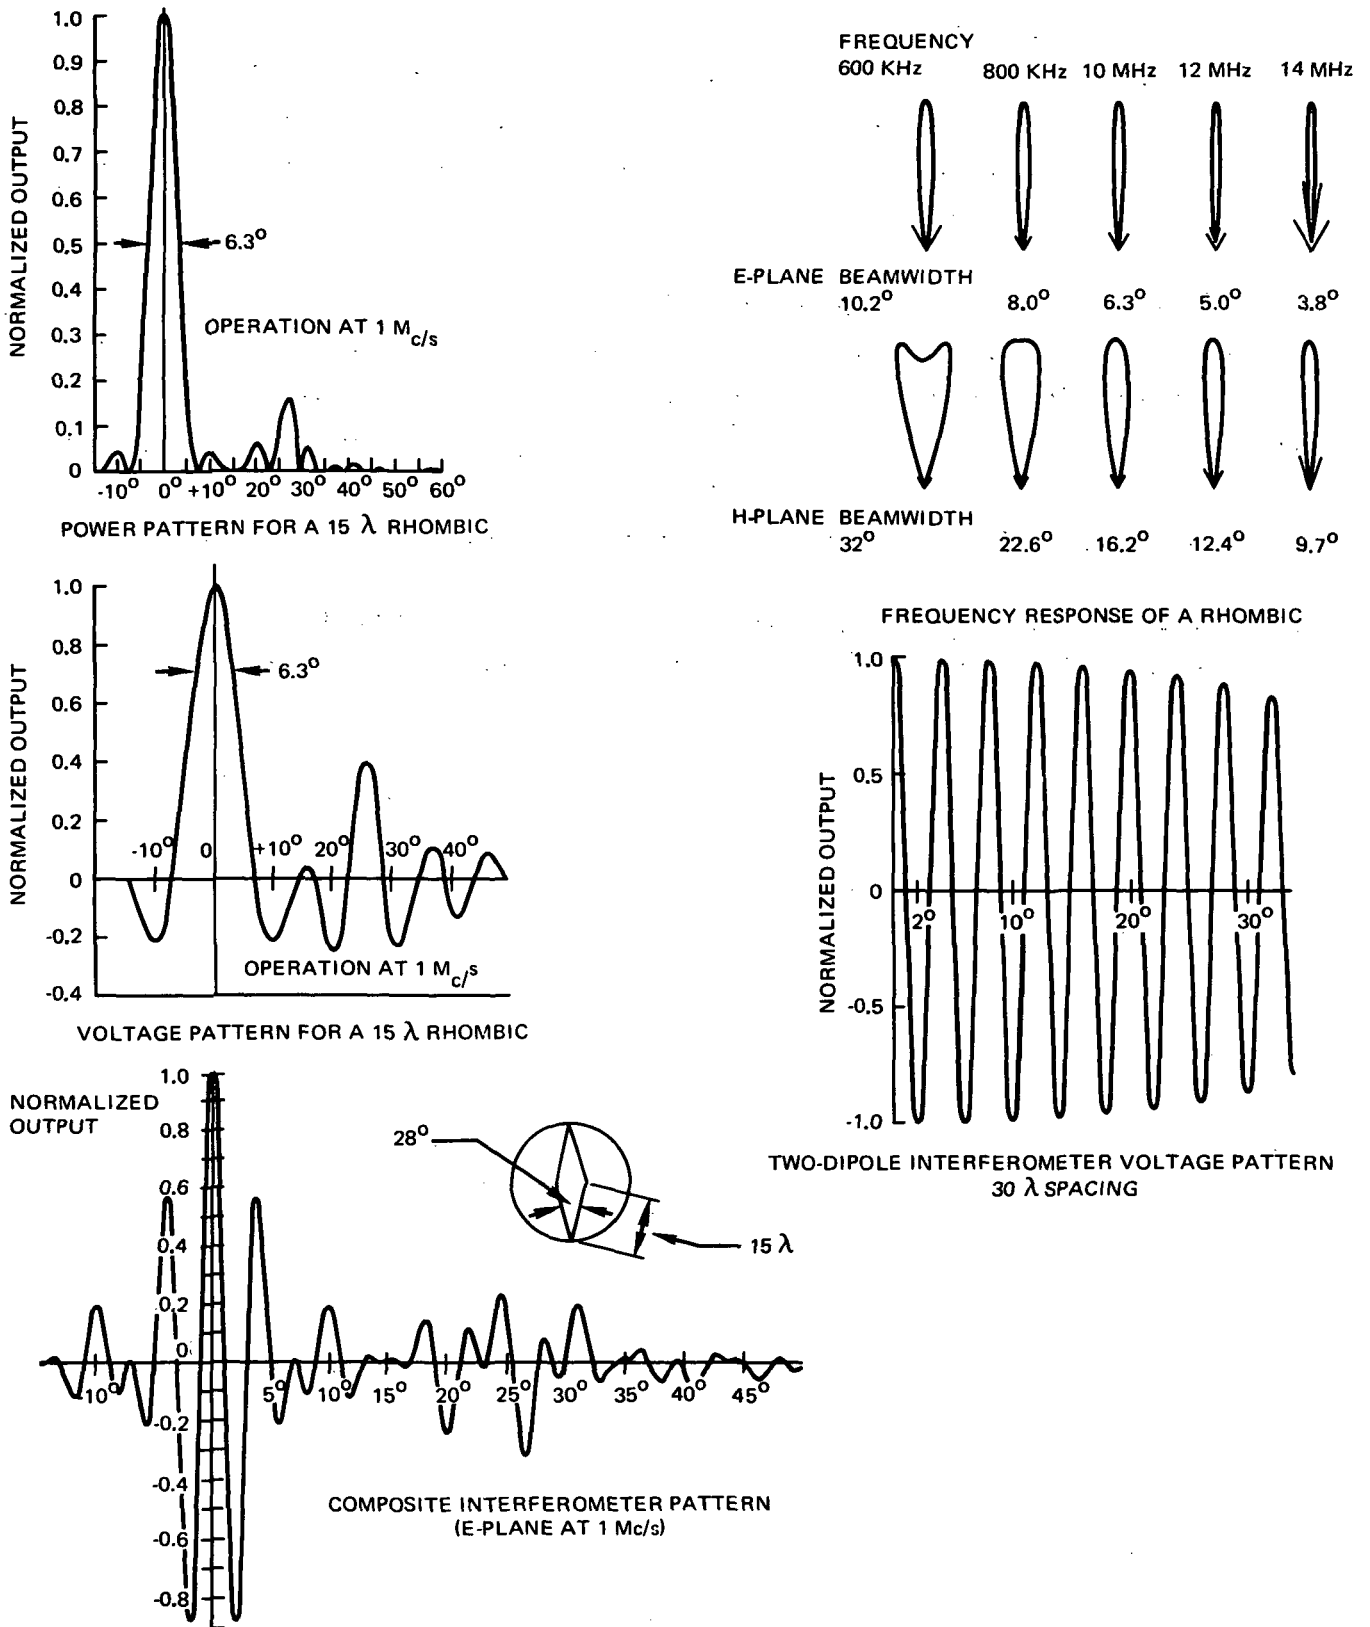 1.0
0.9
0.8
0.7
0.6
0.5
0.4
0.3
0.2
0.1
0
NORMALIZED OUTPUT
6.3°
OPERATION AT 1 Mc/s
-10° 0° +10° 20° 30° 40° 50° 60°
POWER PATTERN FOR A 15 λ RHOMBIC
FREQUENCY
600 KHz 800 KHz 10 MHz 12 MHz 14 MHz
E-PLANE BEAMWIDTH
10.2° 8.0° 6.3° 5.0° 3.8°
H-PLANE BEAMWIDTH
32° 22.6° 16.2° 12.4° 9.7°
FREQUENCY RESPONSE OF A RHOMBIC
1.0
0.8
0.6
0.4
0.2
0
-0.2
-0.4
NORMALIZED OUTPUT
6.3°
-10° 0 +10° 20° 30° 40°
OPERATION AT 1 Mc/s
VOLTAGE PATTERN FOR A 15 λ RHOMBIC
1.0
0.5
0
-0.5
-1.0
NORMALIZED OUTPUT
2° 10° 20° 30°
TWO-DIPOLE INTERFEROMETER VOLTAGE PATTERN
30 λ SPACING
NORMALIZED
OUTPUT
1.0
0.8
0.6
0.4
0.2
0
-0.2
-0.4
-0.6
-0.8
28°
15 λ
-10° 5° 10° 15° 20° 25° 30° 35° 40° 45°
COMPOSITE INTERFEROMETER PATTERN
(E-PLANE AT 1 Mc/s)